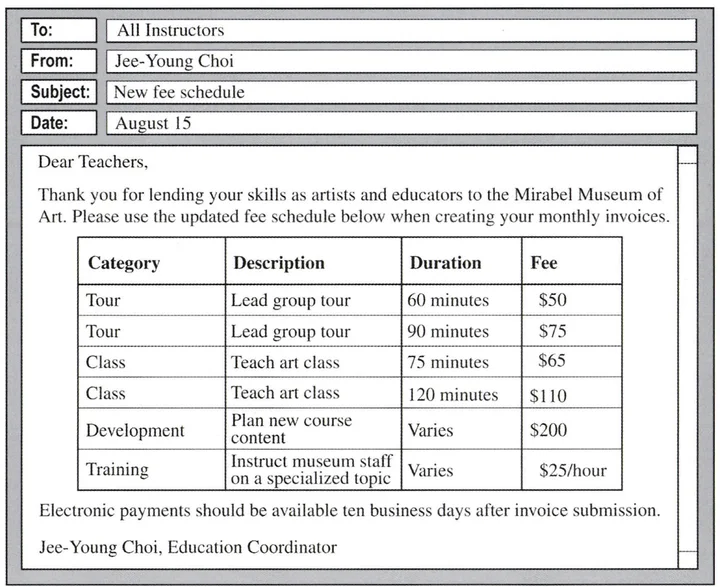 To: All Instructors
From: Jee-Young Choi
Subject: New fee schedule
Date: August 15
Dear Teachers,
Thank you for lending your skills as artists and educators to the Mirabel Museum of
Art. Please use the updated fee schedule below when creating your monthly invoices.
Category Description Duration Fee
Tour Lead group tour 60 minutes $50
Tour Lead group tour 90 minutes $75
Class Teach art class 75 minutes $65
Class Teach art class 120 minutes $110
Development Plan new course content Varies $200
Training Instruct museum staff on a specialized topic Varies $25/hour
Electronic payments should be available ten business days after invoice submission.
Jee-Young Choi, Education Coordinator